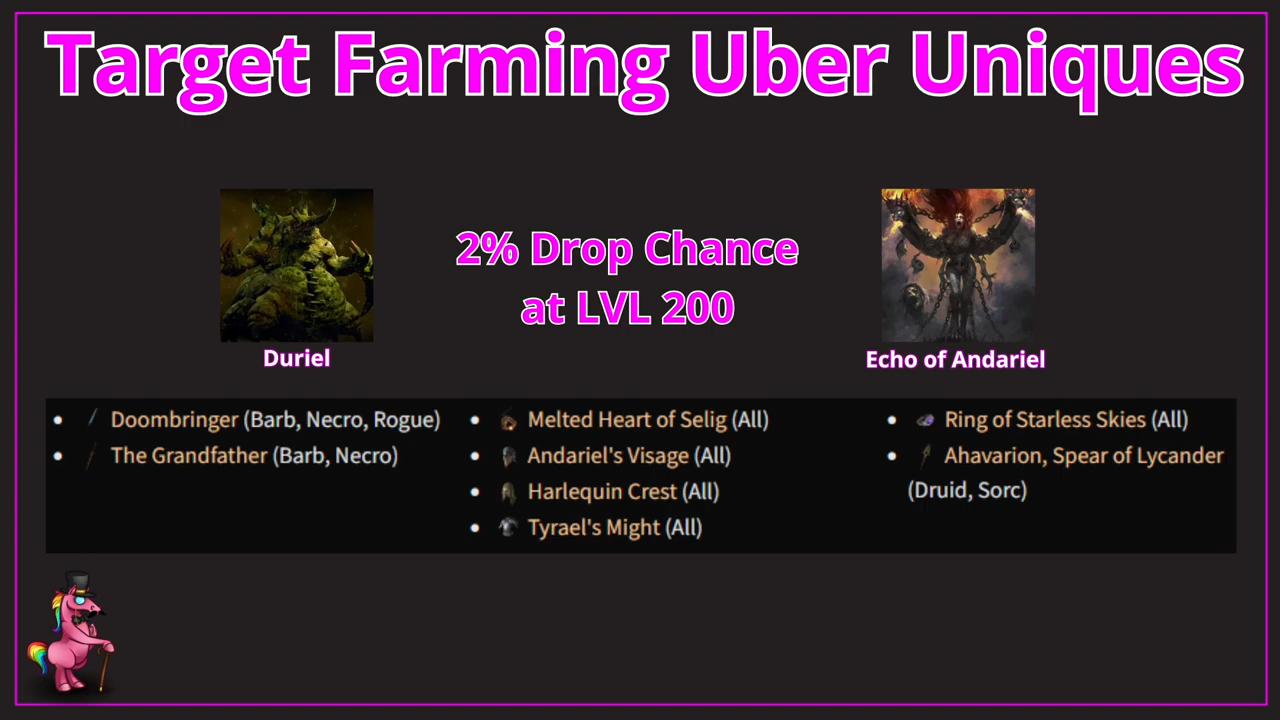 Target Farming Uber Uniques
2% Drop Chance
at LVL 200
Duriel
Echo of Andariel
• Doombringer (Barb, Necro, Rogue)
• The Grandfather (Barb, Necro)
• Melted Heart of Selig (All)
• Andariel's Visage (All)
• Harlequin Crest (All)
• Tyrael's Might (All)
• Ring of Starless Skies (All)
• Ahavarion, Spear of Lycander
(Druid, Sorc)